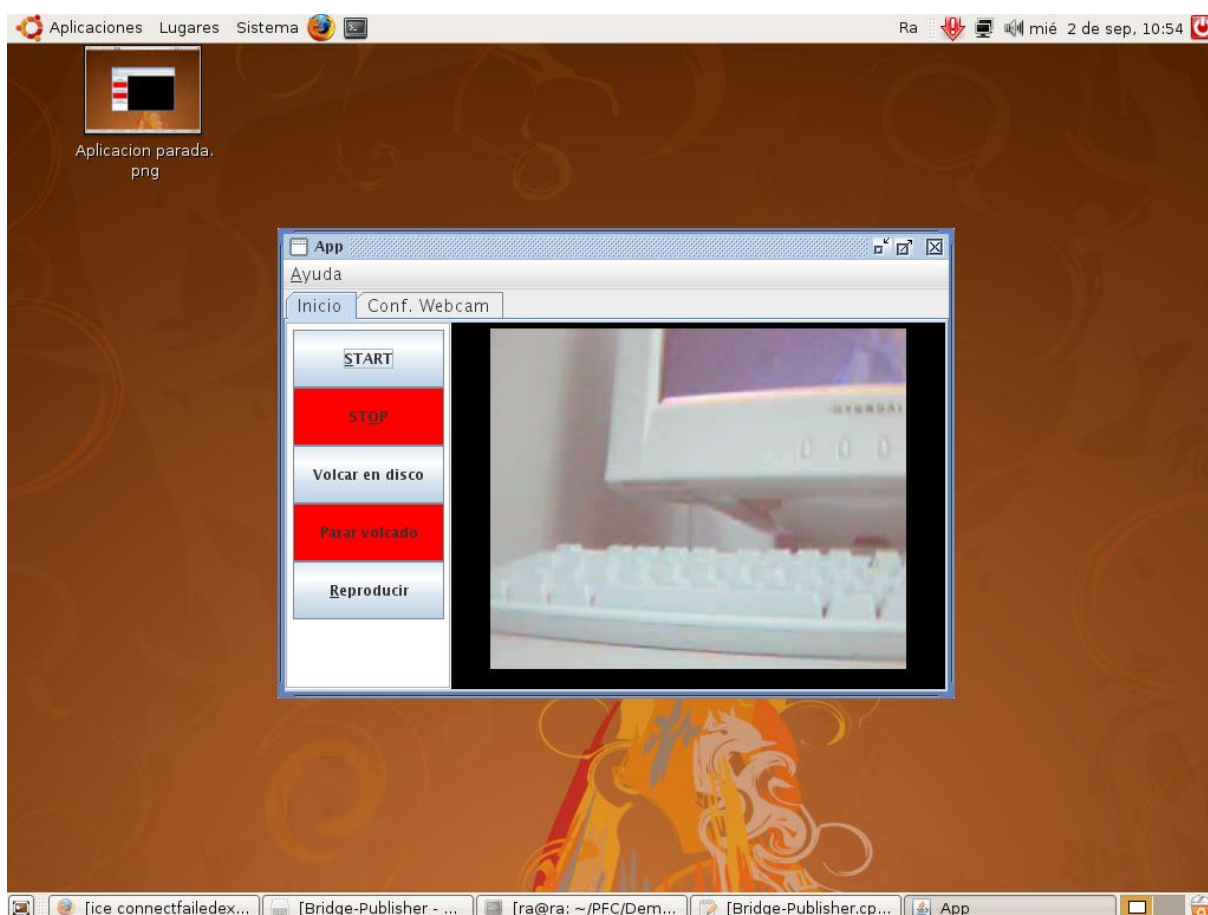 Aplicaciones Lugares Sistema Ra mié 2 de sep, 10:54
Aplicacion parada.
png
App
Ayuda
Inicio Conf. Webcam
START
STOP
Volcar en disco
Parar volcado
Reproducir
HYUNDAI
[ice connectfailedex... [Bridge-Publisher - ... [ra@ra: ~/PFC/Dem... [Bridge-Publisher.cp... App